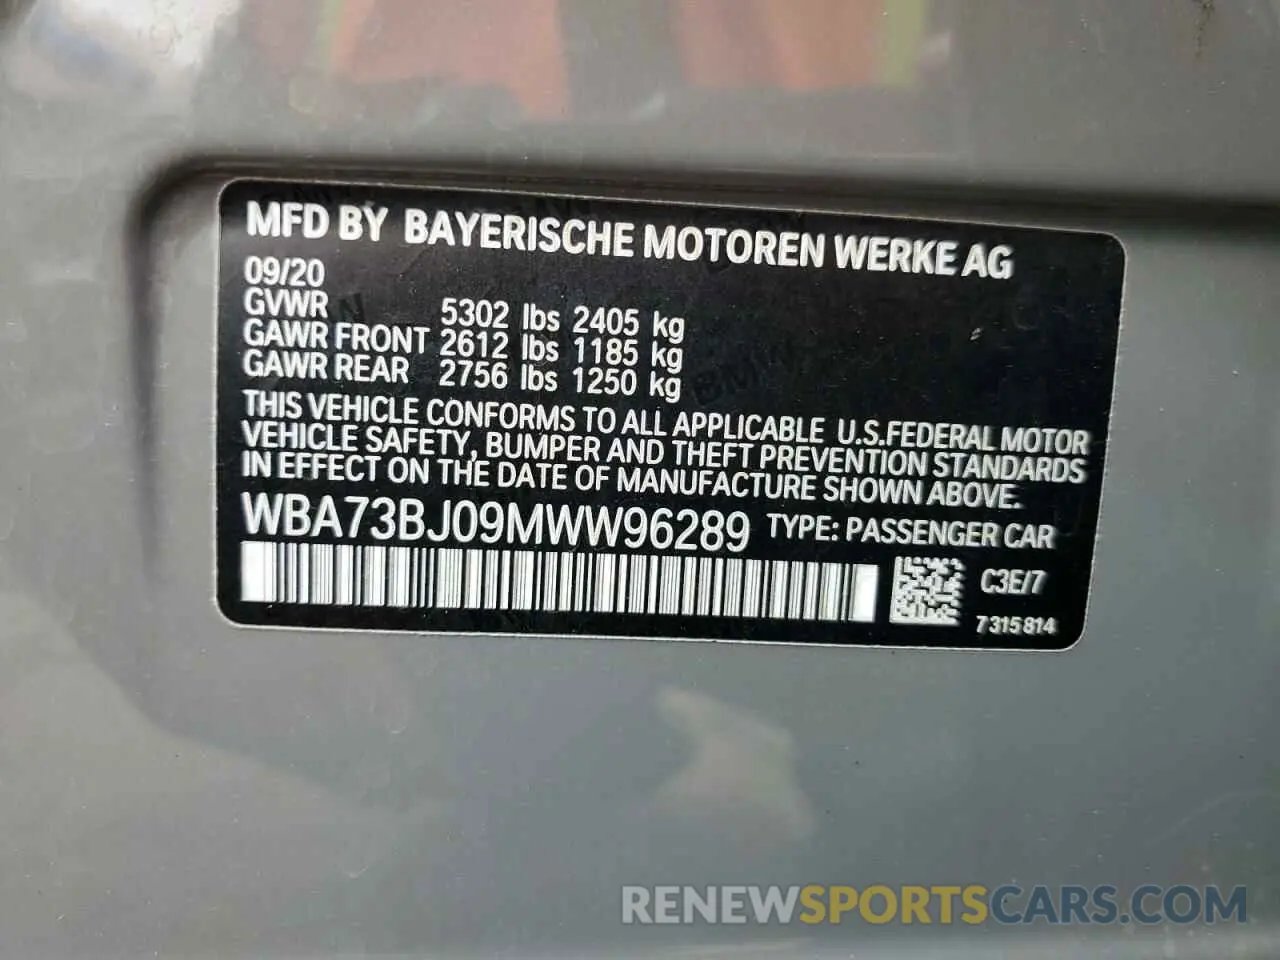 MFD BY BAYERISCHE MOTOREN WERKE AG
09/20
GVWR 5302 lbs 2405 kg
GAWR FRONT 2612 lbs 1185 kg
GAWR REAR 2756 lbs 1250 kg
THIS VEHICLE CONFORMS TO ALL APPLICABLE U.S.FEDERAL MOTOR
VEHICLE SAFETY, BUMPER AND THEFT PREVENTION STANDARDS
IN EFFECT ON THE DATE OF MANUFACTURE SHOWN ABOVE.
WBA73BJ09MWW96289 TYPE: PASSENGER CAR
C3E/7
7315814
RENEWSPORTSCARS.COM